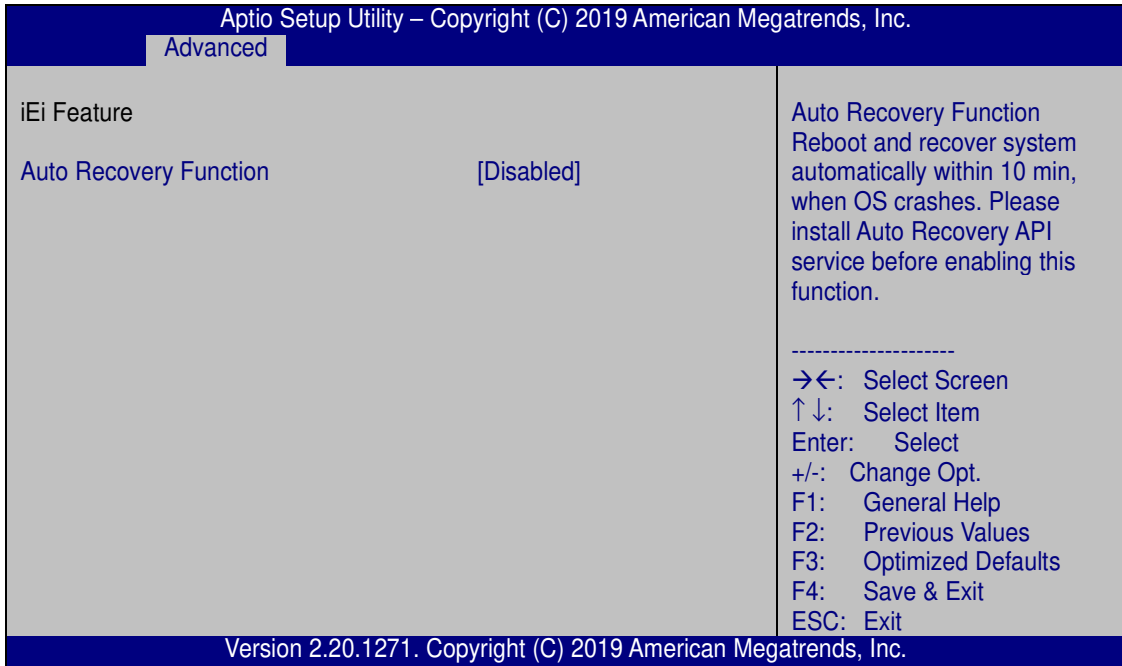 Aptio Setup Utility – Copyright (C) 2019 American Megatrends, Inc.
Advanced
iEi Feature
Auto Recovery Function [Disabled]
Auto Recovery Function
Reboot and recover system
automatically within 10 min,
when OS crashes. Please
install Auto Recovery API
service before enabling this
function.
---------------------
→←: Select Screen
↑↓: Select Item
Enter: Select
+/-: Change Opt.
F1: General Help
F2: Previous Values
F3: Optimized Defaults
F4: Save & Exit
ESC: Exit
Version 2.20.1271. Copyright (C) 2019 American Megatrends, Inc.